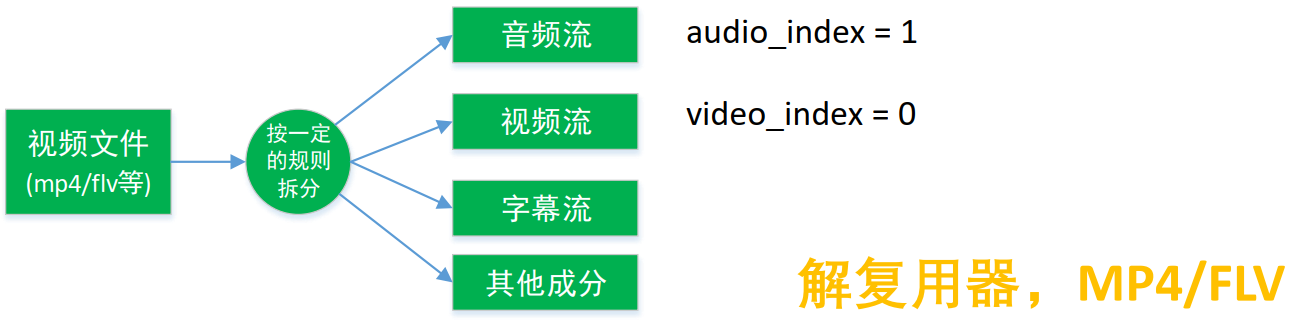 音频流
audio_index = 1
视频流
video_index = 0
视频文件
(mp4/flv等)
按一定
的规则
拆分
字幕流
其他成分
解复用器，MP4/FLV